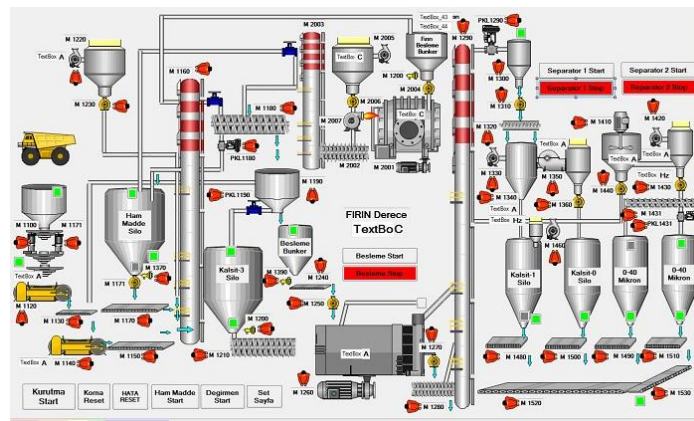 M 1220
TextBox A
M 1230
M 1160
M 2003
M 1180
PKL1180
M 2005
TextBox C
M 1200
M 2004
M 2006
M 2007
M 2002
TextBox_43
TextBox_44
Fırın
Besleme
Bunker
TextBox C
M 2001
M 1290
PKL1290
M 1300
M 1310
M 1320
M 1330
M 1340
TextBox A
TextBox A
M 1350
M 1360
Separator 1 Start
Separator 1 Stop
Separator 2 Start
Separator 2 Stop
M 1410
M 1420
TextBox A
M 1440
TextBox Hz
M 1430
M 1431
PKL1431
TextBox Hz
M 1460
M 1100
M 1171
TextBox A
M 1120
M 1130
M 1140
M 1150
M 1170
Ham
Madde
Silo
M 1370
M 1171
PKL1150
M 1190
Kalsit-3
Silo
Besleme
Bunker
M 1390
M 1200
M 1210
M 1240
M 1250
M 1260
FIRIN Derece
TextBoC
Besleme Start
Besleme Stop
TextBox A
M 1270
M 1280
Kalsit-1
Silo
Kalsit-0
Silo
0-40
Mikron
0-40
Mikron
M 1480
M 1500
M 1490
M 1510
M 1520
M 1530
Kurutma
Start
Korna
Reset
HATA
RESET
Ham Madde
Start
Degirmen
Start
Set
Sayfa